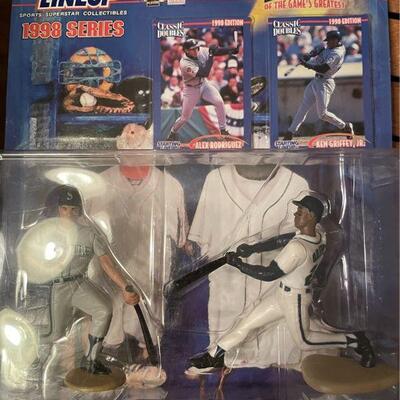 LINEUP
SPORTS SUPERSTAR COLLECTIBLES
1998 SERIES
OF THE GAME'S GREATEST
CLASSIC DOUBLES
1998 EDITION
ALEX RODRIGUEZ
CLASSIC DOUBLES
1998 EDITION
KEN GRIFFEY, JR.